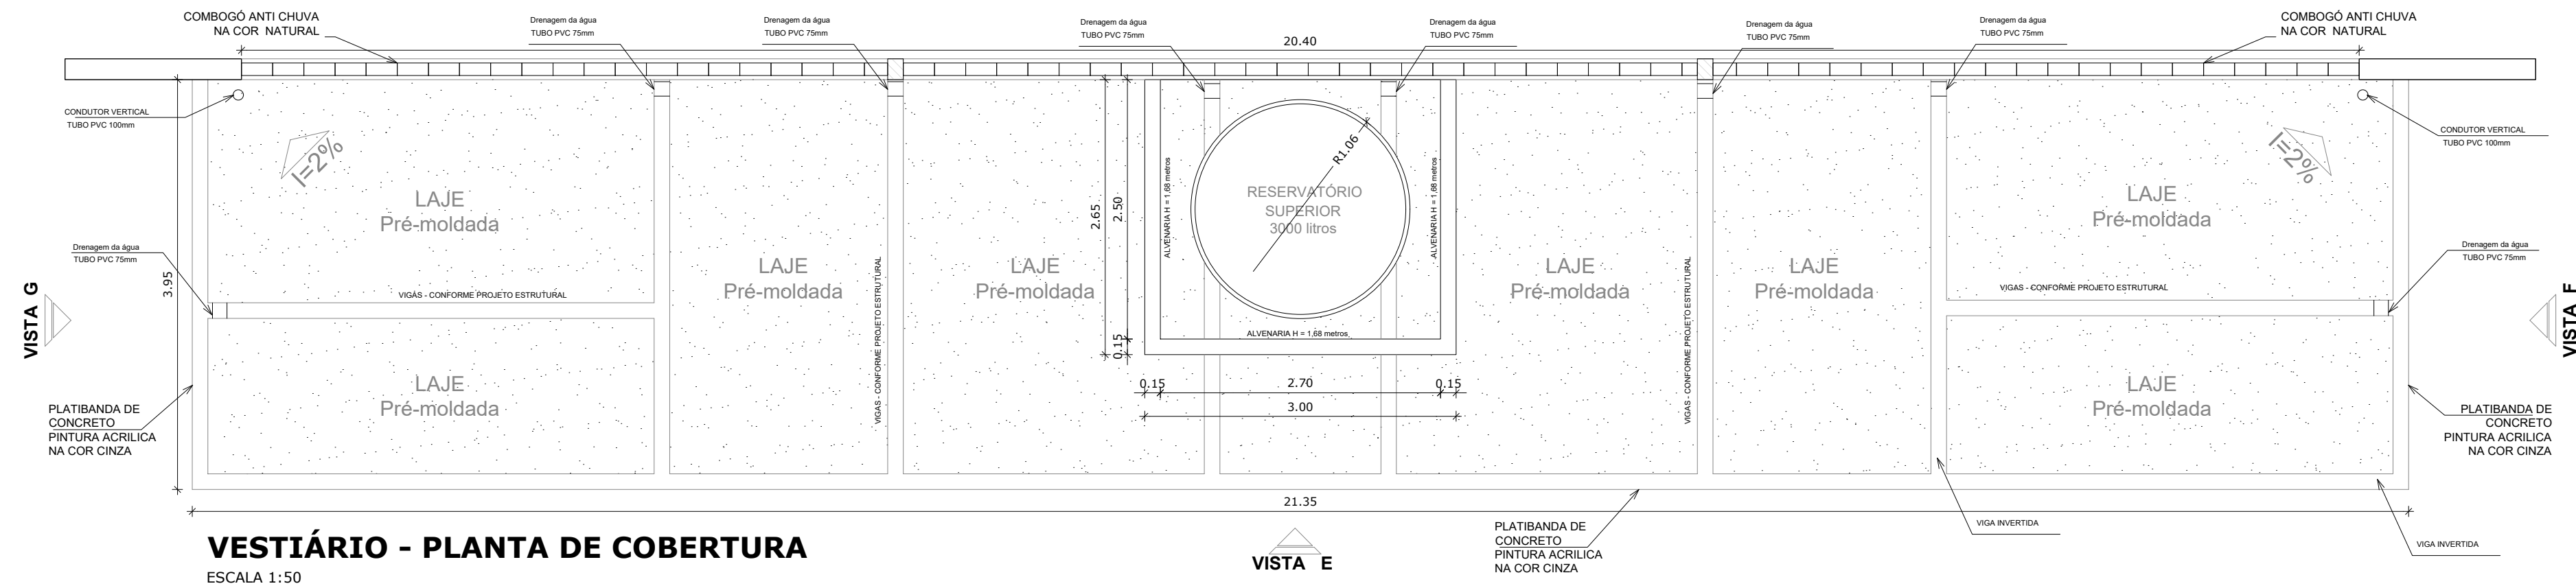 COMBOGÓ ANTI CHUVA
NA COR  NATURAL
Drenagem da água
TUBO PVC 75mm
Drenagem da água
TUBO PVC 75mm
Drenagem da água
TUBO PVC 75mm
20.40
Drenagem da água
TUBO PVC 75mm
Drenagem da água
TUBO PVC 75mm
Drenagem da água
TUBO PVC 75mm
COMBOGÓ ANTI CHUVA
NA COR  NATURAL
CONDUTOR VERTICAL
TUBO PVC 100mm
I=2%
LAJE
Pré-moldada
Drenagem da água
TUBO PVC 75mm
3.95
VISTA  G
VIGAS - CONFORME PROJETO ESTRUTURAL
LAJE
Pré-moldada
PLATIBANDA DE
CONCRETO
PINTURA ACRILICA
NA COR CINZA
LAJE
Pré-moldada
VIGAS - CONFORME PROJETO ESTRUTURAL
LAJE
Pré-moldada
2.65
2.50
0.15
ALVENARIA H = 1,68 metros
R1.06
RESERVATÓRIO
SUPERIOR
3000 litros
ALVENARIA H = 1,68 metros
ALVENARIA H = 1,68 metros
0.15
2.70
0.15
3.00
LAJE
Pré-moldada
VIGAS - CONFORME PROJETO ESTRUTURAL
LAJE
Pré-moldada
I=2%
LAJE
Pré-moldada
CONDUTOR VERTICAL
TUBO PVC 100mm
VIGAS - CONFORME PROJETO ESTRUTURAL
Drenagem da água
TUBO PVC 75mm
VISTA  F
LAJE
Pré-moldada
PLATIBANDA DE
CONCRETO
PINTURA ACRILICA
NA COR CINZA
21.35
VESTIÁRIO - PLANTA DE COBERTURA
ESCALA 1:50
VISTA   E
PLATIBANDA DE
CONCRETO
PINTURA ACRILICA
NA COR CINZA
VIGA INVERTIDA
VIGA INVERTIDA